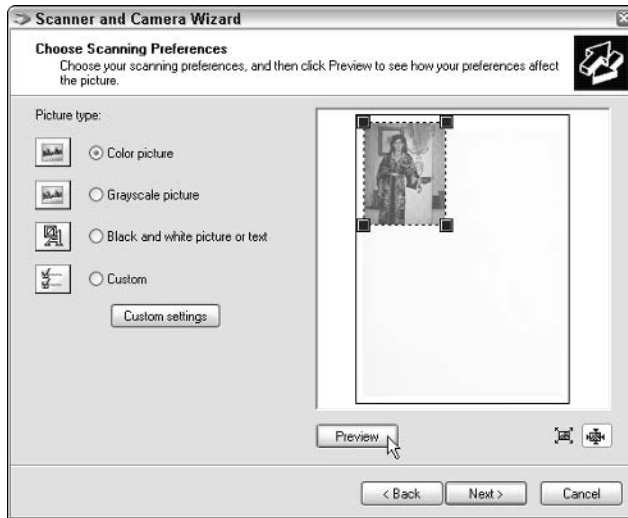 Scanner and Camera Wizard
Choose Scanning Preferences
Choose your scanning preferences, and then click Preview to see how your preferences affect
the picture.
Picture type:
Color picture
Grayscale picture
Black and white picture or text
Custom
Custom settings
Preview
< Back
Next >
Cancel